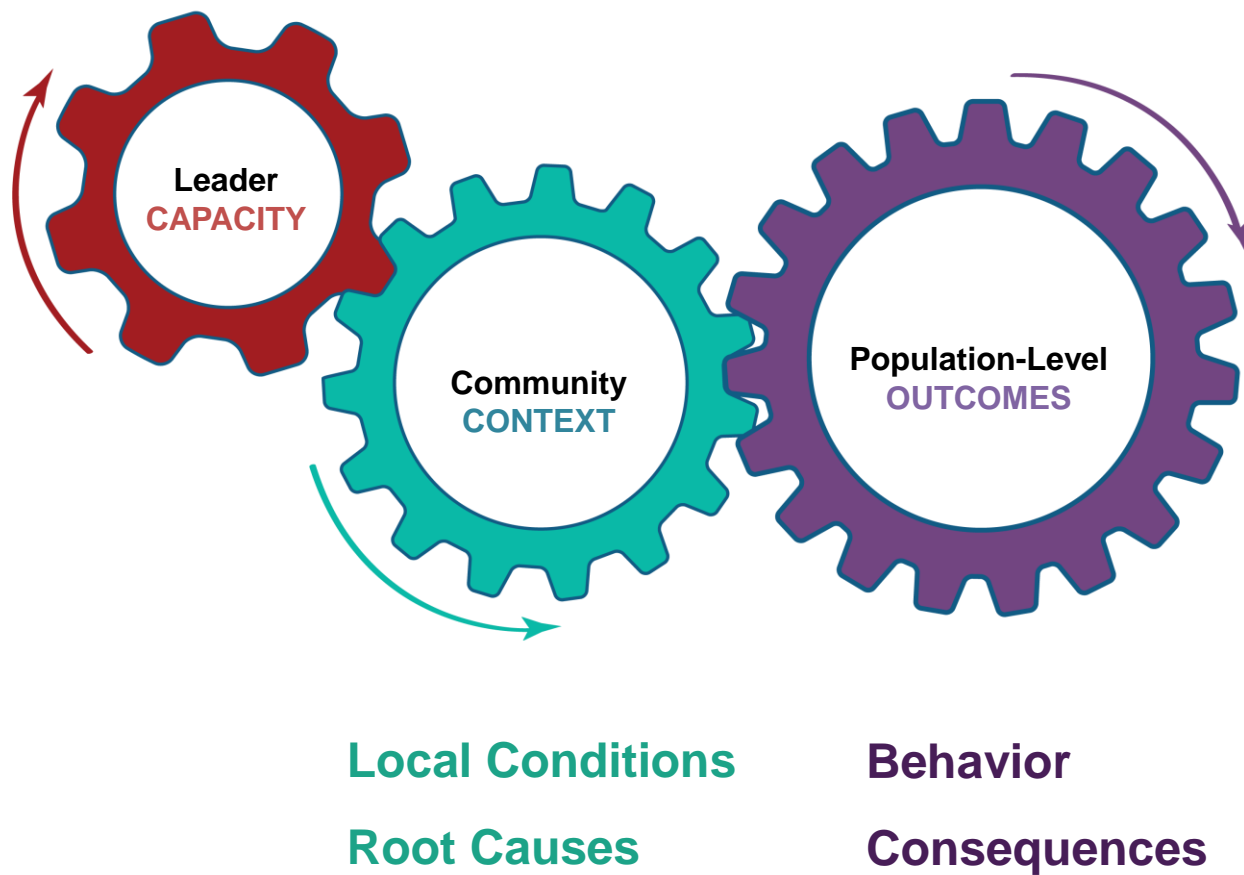 Leader
CAPACITY
Community
CONTEXT
Population-Level
OUTCOMES
Local Conditions
Root Causes
Behavior
Consequences